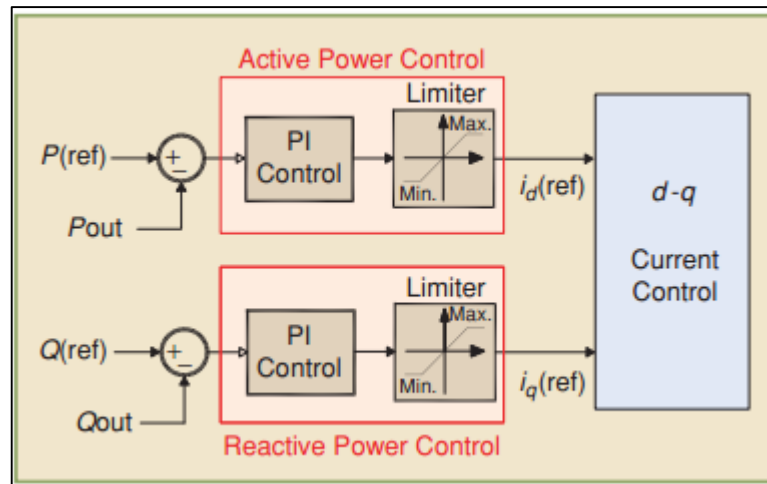 Active Power Control
Limiter
P(ref)
+
−
PI
Control
Max.
Min.
id(ref)
Pout
d-q
Current
Control
Limiter
Q(ref)
+
−
PI
Control
Max.
Min.
iq(ref)
Qout
Reactive Power Control